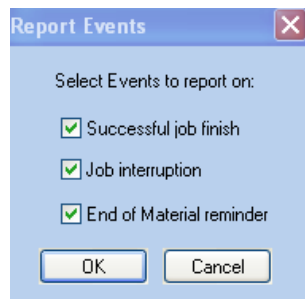 Report Events
Select Events to report on:
Successful job finish
Job interruption
End of Material reminder
OK Cancel